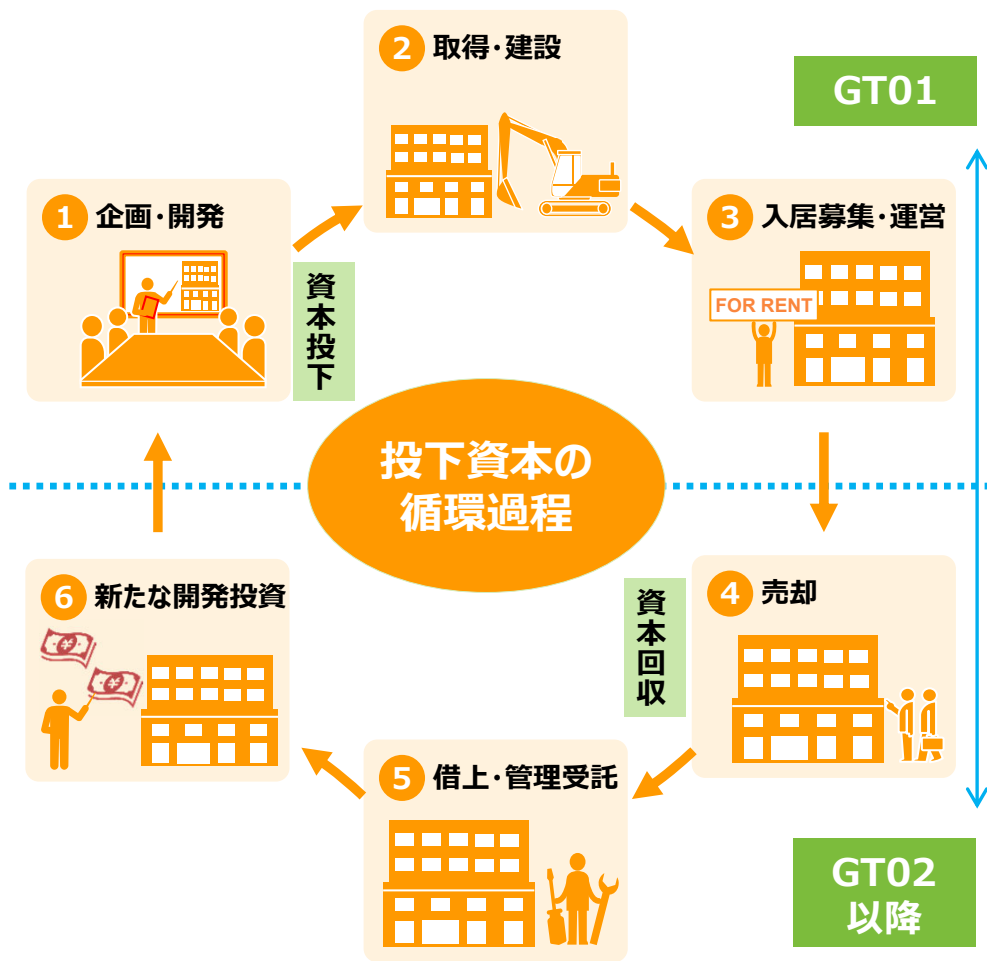 2 取得・建設
GT01
1 企画・開発
3 入居募集・運営
FOR RENT
資本投下
投下資本の
循環過程
6 新たな開発投資
4 売却
資本回収
5 借上・管理受託
GT02
以降